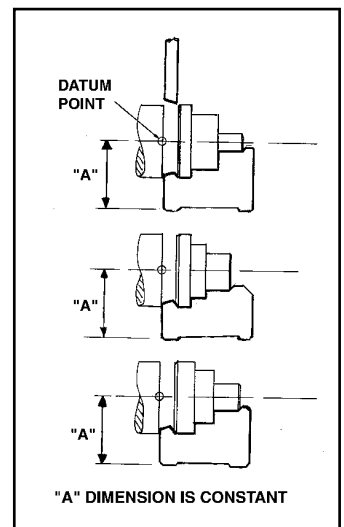 DATUM
POINT
"A"
"A"
"A"
"A" DIMENSION IS CONSTANT